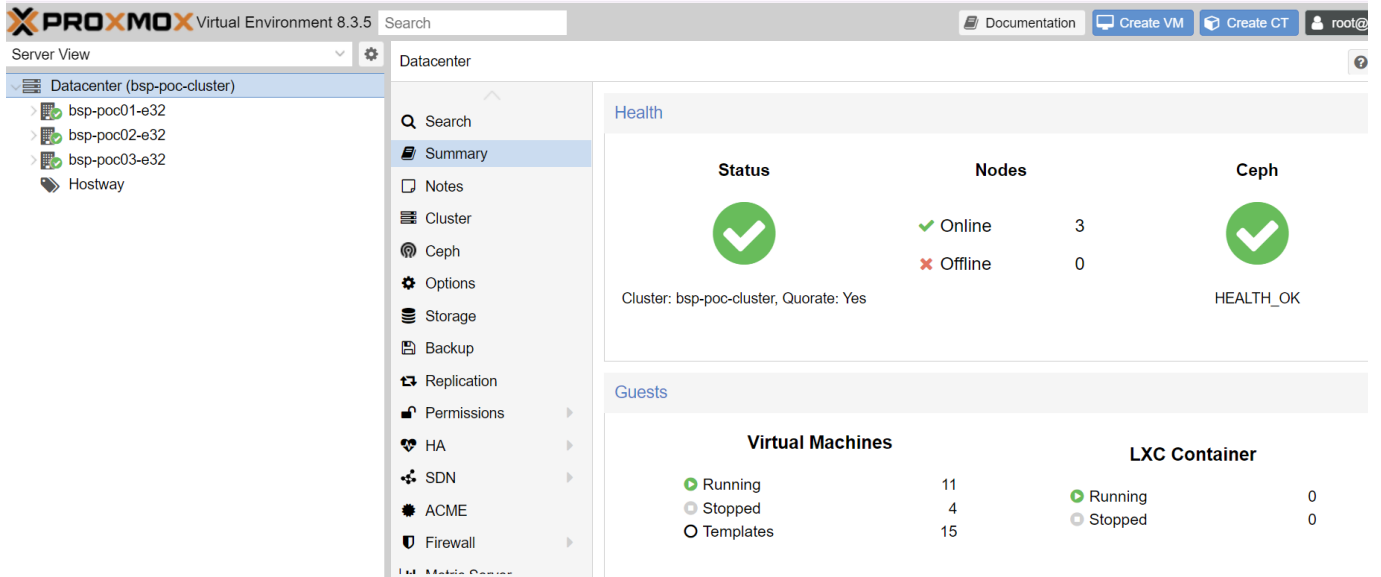 PROXMOX Virtual Environment 8.3.5 Search Documentation Create VM Create CT root@
Server View
Datacenter (bsp-poc-cluster)
bsp-poc01-e32
bsp-poc02-e32
bsp-poc03-e32
Hostway
Datacenter
Search
Summary
Notes
Cluster
Ceph
Options
Storage
Backup
Replication
Permissions
HA
SDN
ACME
Firewall
Metric Server
Health
Status
Cluster: bsp-poc-cluster, Quorate: Yes
Nodes
Online 3
Offline 0
Ceph
HEALTH_OK
Guests
Virtual Machines
Running 11
Stopped 4
Templates 15
LXC Container
Running 0
Stopped 0